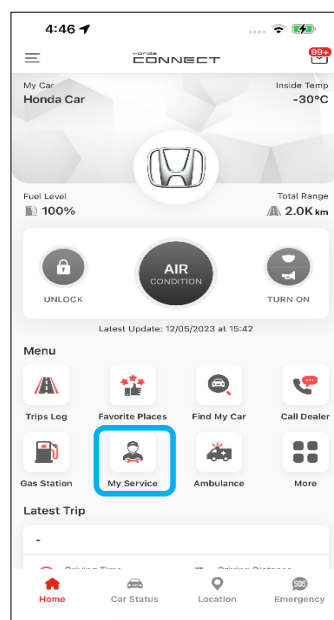 4:46
HONDA
CONNECT
99+
My Car
Inside Temp
Honda Car
-30°C
Fuel Level
Total Range
100%
2.0K km
AIR
CONDITION
UNLOCK
TURN ON
Latest Update: 12/05/2023 at 15:42
Menu
Trips Log
Favorite Places
Find My Car
Call Dealer
Gas Station
My Service
Ambulance
More
Latest Trip
-
SOS
Home
Car Status
Location
Emergency